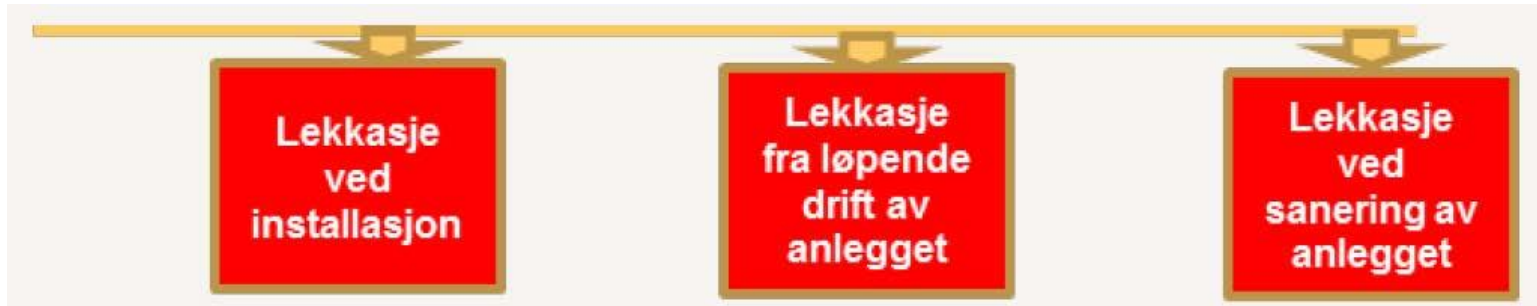 Lekkasje
ved
installasjon
Lekkasje
fra løpende
drift av
anlegget
Lekkasje
ved
sanering av
anlegget